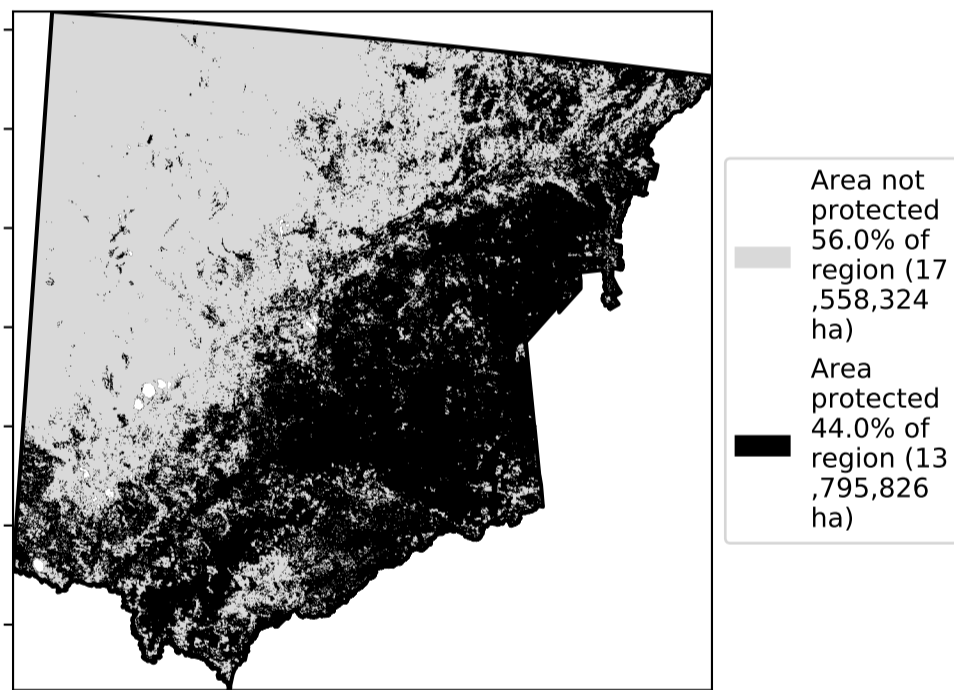 Area not
protected
56.0% of
region (17
,558,324
ha)
Area
protected
44.0% of
region (13
,795,826
ha)